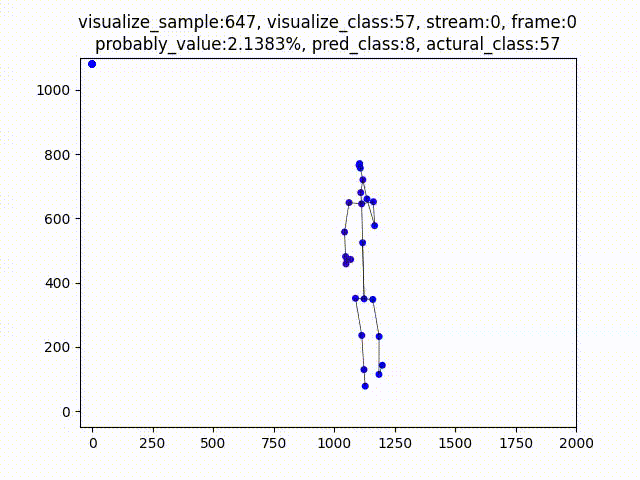 visualize_sample:647, visualize_class:57, stream:0, frame:0
probably_value:2.1383%, pred_class:8, actural_class:57
1000
800
600
400
200
0
0 250 500 750 1000 1250 1500 1750 2000